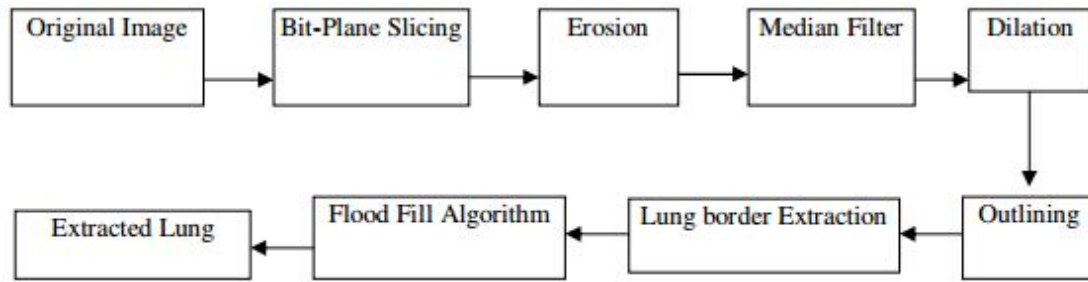 Original Image
Bit-Plane Slicing
Erosion
Median Filter
Dilation
Outlining
Lung border Extraction
Flood Fill Algorithm
Extracted Lung